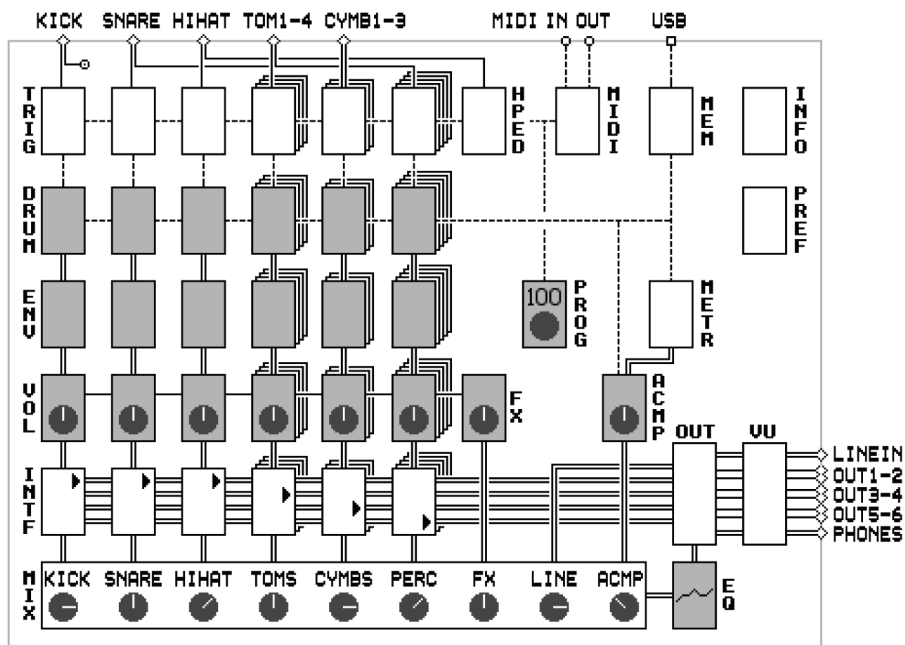 KICK SNARE HIHAT TOM1-4 CYMB1-3 MIDI IN OUT USB
TRIG
HPED
MIDI
MEM
INFO
DRUM
PREF
ENV
100
PROG
METR
VOL
FX
ACMP
OUT VU
INTF
LINEIN
OUT1-2
OUT3-4
OUT5-6
PHONES
MIX
KICK SNARE HIHAT TOMS CYMBS PERC FX LINE ACMP
EQ